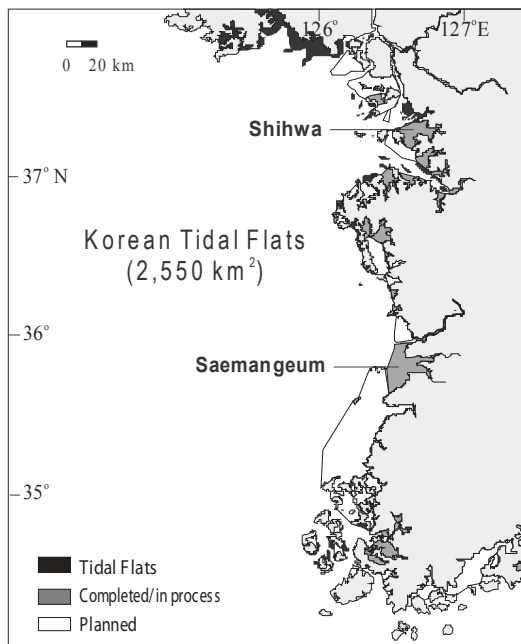 126°
127°E
0 20 km
Shihwa
37° N
Korean Tidal Flats
(2,550 km²)
36°
Saemangeum
35°
Tidal Flats
Completed/in process
Planned